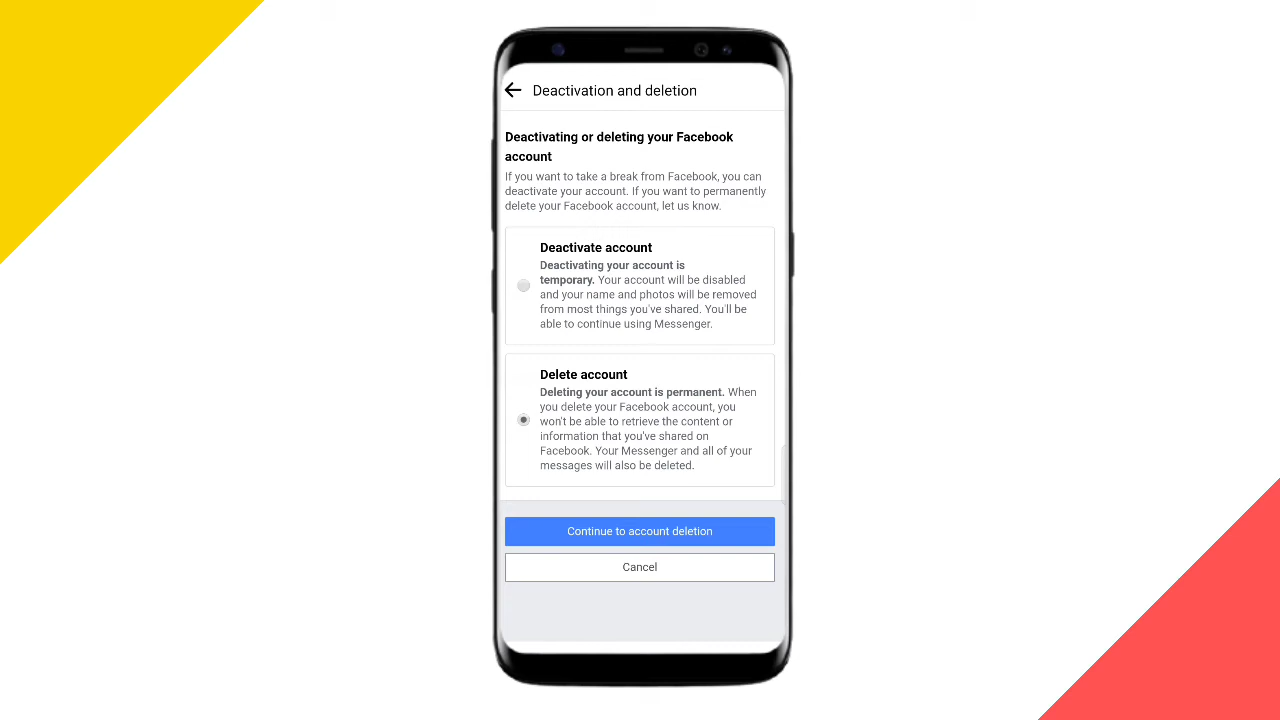 Deactivation and deletion
Deactivating or deleting your Facebook
account
If you want to take a break from Facebook, you can
deactivate your account. If you want to permanently
delete your Facebook account, let us know.
Deactivate account
Deactivating your account is
temporary. Your account will be disabled
and your name and photos will be removed
from most things you've shared. You'll be
able to continue using Messenger.
Delete account
Deleting your account is permanent. When
you delete your Facebook account, you
won't be able to retrieve the content or
information that you've shared on
Facebook. Your Messenger and all of your
messages will also be deleted.
Continue to account deletion
Cancel